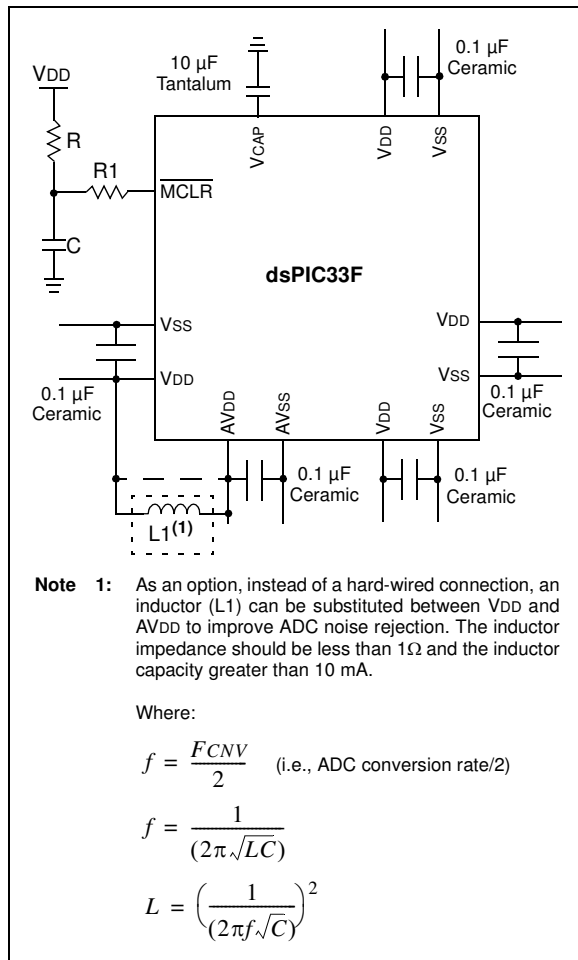 VDD
R
R1
C
10 µF
Tantalum
0.1 µF
Ceramic
VCAP
VDD
VSS
MCLR
dsPIC33F
VSS
VDD
VDD
VSS
0.1 µF
Ceramic
0.1 µF
Ceramic
AVDD
AVSS
VDD
VSS
0.1 µF
Ceramic
0.1 µF
Ceramic
L1(1)
Note 1: As an option, instead of a hard-wired connection, an
inductor (L1) can be substituted between VDD and
AVDD to improve ADC noise rejection. The inductor
impedance should be less than 1Ω and the inductor
capacity greater than 10 mA.
Where:
f = FCNV / 2 (i.e., ADC conversion rate/2)
f = 1 / (2π√LC)
L = (1 / (2πf√C))²